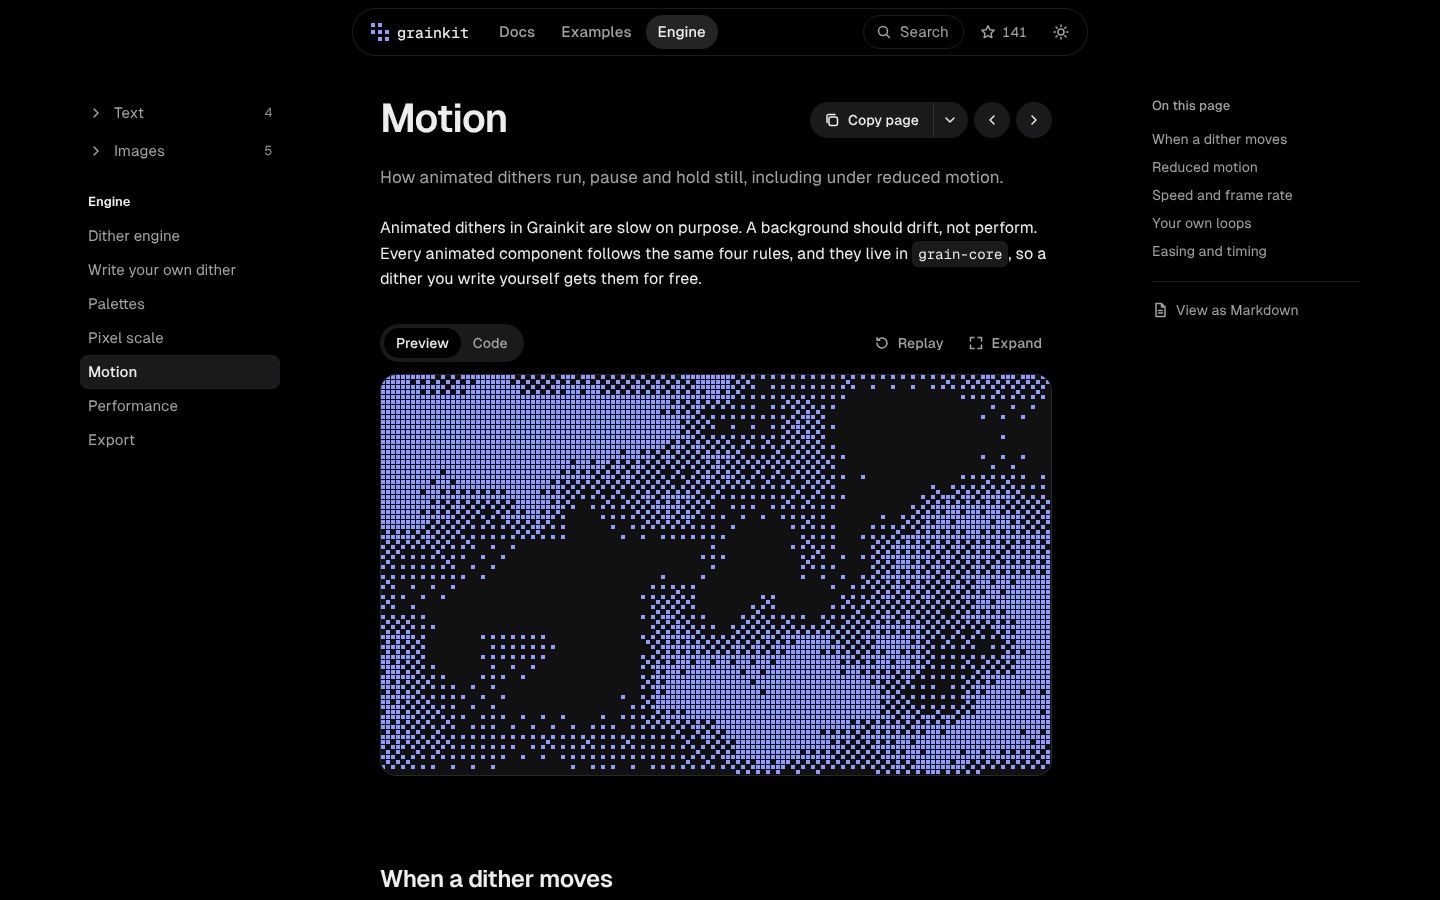 grainkit
Docs
Examples
Engine
Search
141
Text
4
Images
5
Engine
Dither engine
Write your own dither
Palettes
Pixel scale
Motion
Performance
Export
Motion
Copy page
How animated dithers run, pause and hold still, including under reduced motion.
Animated dithers in Grainkit are slow on purpose. A background should drift, not perform.
Every animated component follows the same four rules, and they live in grain-core, so a
dither you write yourself gets them for free.
Preview
Code
Replay
Expand
When a dither moves
On this page
When a dither moves
Reduced motion
Speed and frame rate
Your own loops
Easing and timing
View as Markdown